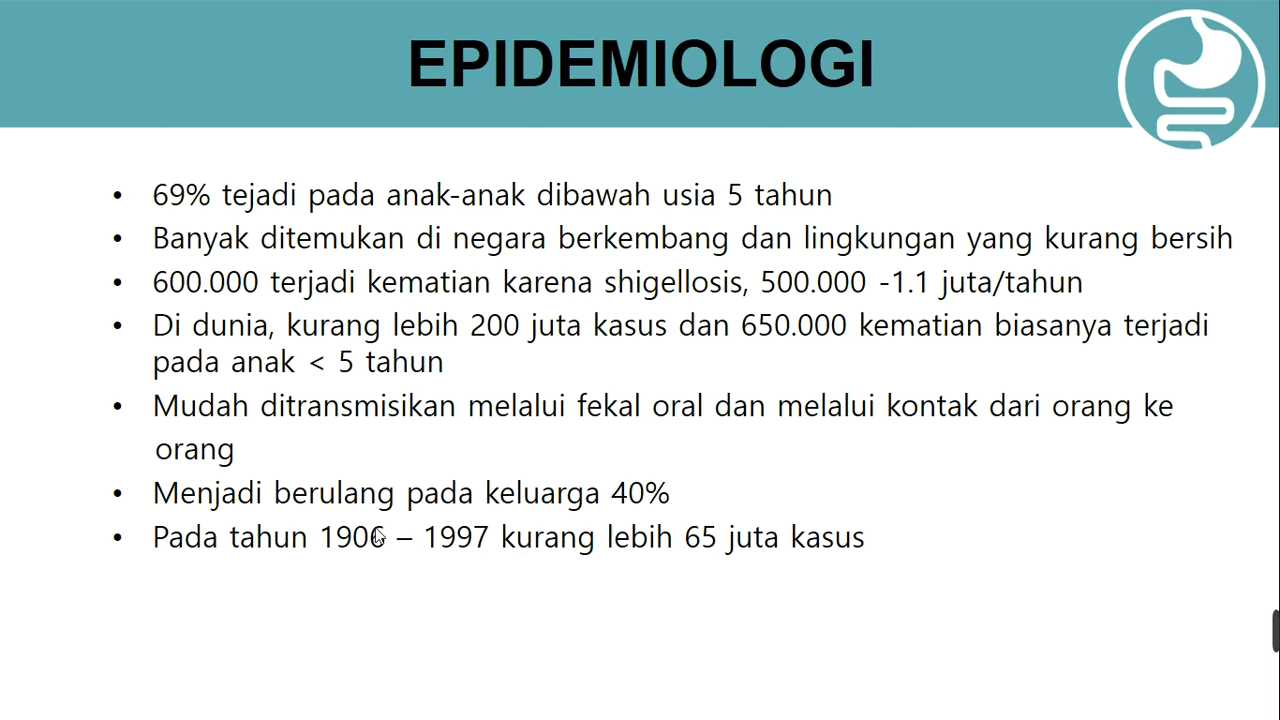 EPIDEMIOLOGI
• 69% tejadi pada anak-anak dibawah usia 5 tahun
• Banyak ditemukan di negara berkembang dan lingkungan yang kurang bersih
• 600.000 terjadi kematian karena shigellosis, 500.000 -1.1 juta/tahun
• Di dunia, kurang lebih 200 juta kasus dan 650.000 kematian biasanya terjadi
pada anak < 5 tahun
• Mudah ditransmisikan melalui fekal oral dan melalui kontak dari orang ke
orang
• Menjadi berulang pada keluarga 40%
• Pada tahun 1906 – 1997 kurang lebih 65 juta kasus